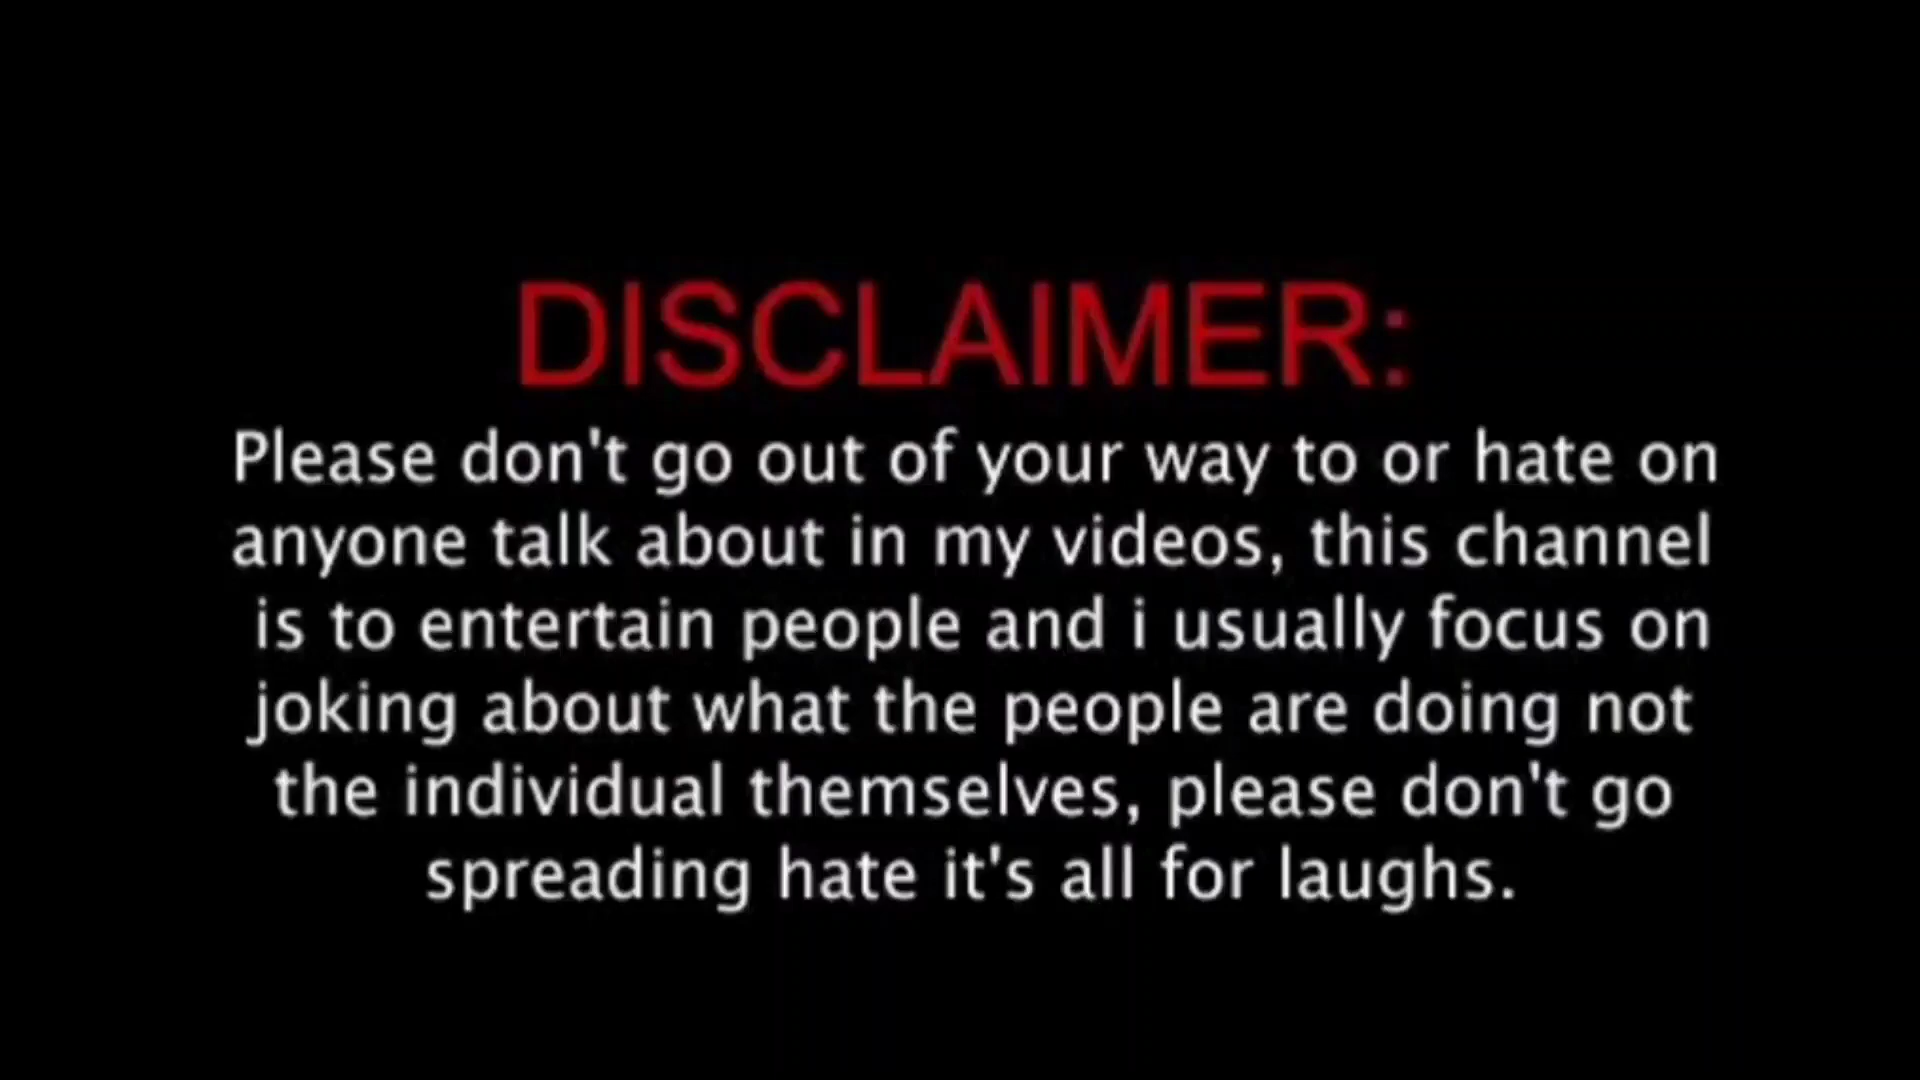 DISCLAIMER:
Please don't go out of your way to or hate on
anyone talk about in my videos, this channel
is to entertain people and i usually focus on
joking about what the people are doing not
the individual themselves, please don't go
spreading hate it's all for laughs.